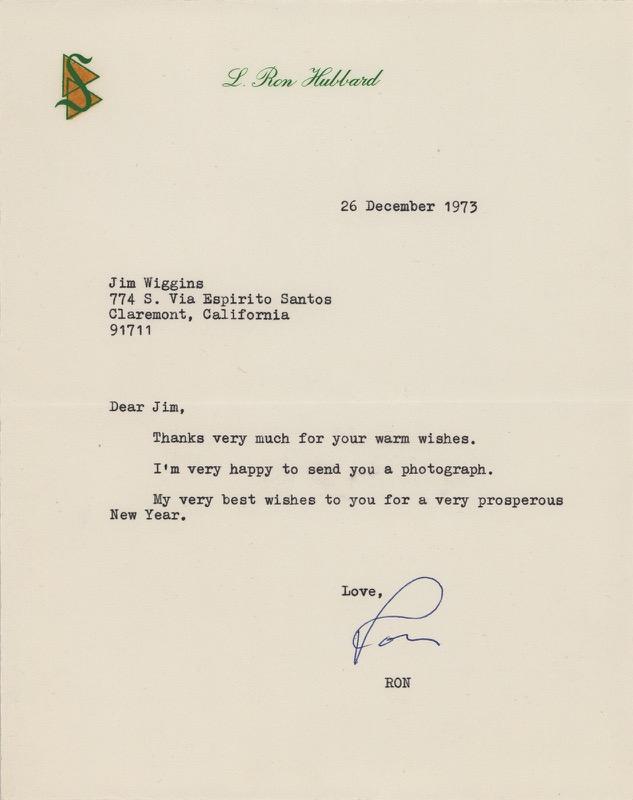 L. Ron Hubbard
26 December 1973
Jim Wiggins
774 S. Via Espirito Santos
Claremont, California
91711
Dear Jim,
Thanks very much for your warm wishes.
I'm very happy to send you a photograph.
My very best wishes to you for a very prosperous
New Year.
Love,
Ron
RON